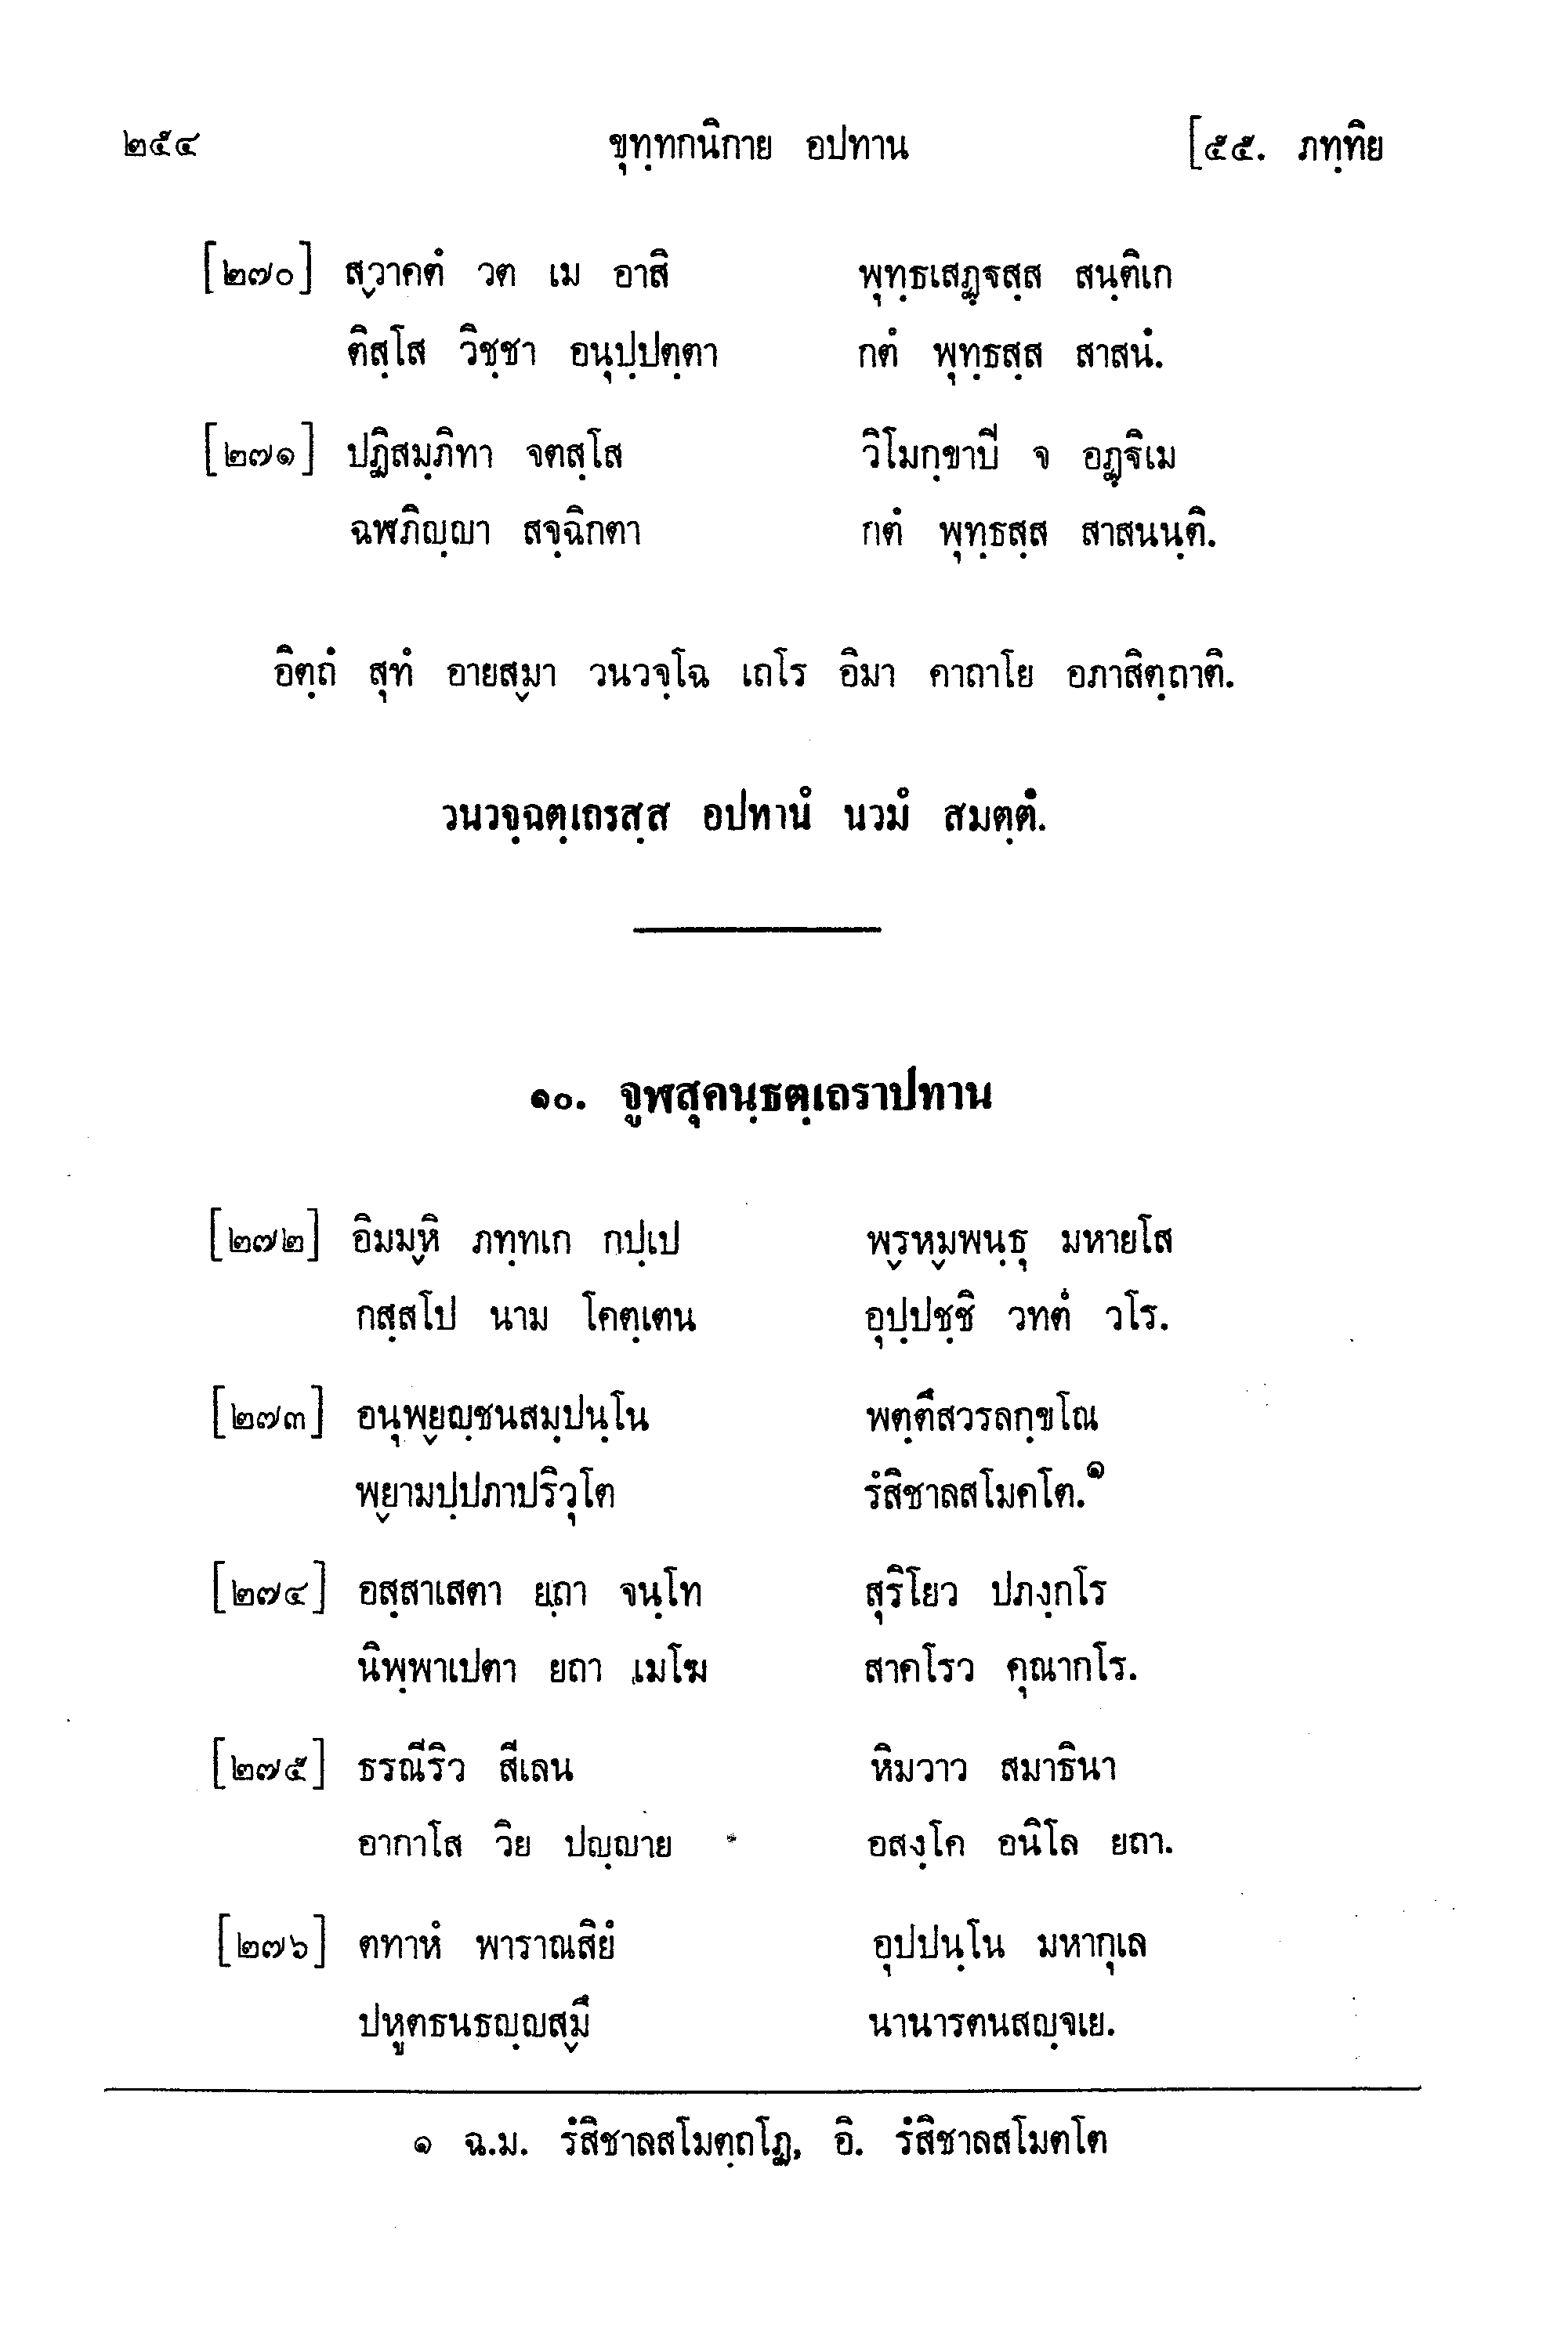 ๒๕๔ ขุทฺทกนิกาย อปทาน [๕๕. ภทฺทิย
[๒๗๐] สฺวาคตํ วต เม อาสิ พุทฺธเสฏฺฐสฺส สนฺติเก
ติสฺโส วิชฺชา อนุปฺปตฺตา กตํ พุทฺธสฺส สาสนํ.
[๒๗๑] ปฏิสมฺภิทา จตสฺโส วิโมกฺขาปี จ อฏฺฐิเม
ฉฬภิญฺญา สจฺฉิกตา กตํ พุทฺธสฺส สาสนนฺติ.
อิตฺถํ สุทํ อายสฺมา วนวจฺโฉ เถโร อิมา คาถาโย อภาสิตฺถาติ.
วนวจฺฉตฺเถรสฺส อปทานํ นวมํ สมตฺตํ.
๑๐. จูฬสุคนฺธตฺเถราปทาน
[๒๗๒] อิมมฺหิ ภทฺทเก กปฺเป พฺรหฺมพนฺธุ มหายโส
กสฺสโป นาม โคตฺเตน อุปฺปชฺชิ วทตํ วโร.
[๒๗๓] อนุพฺยญฺชนสมฺปนฺโน พตฺตึสวรลกฺขโณ
พฺยามปฺปภาปริวุโต รํสิชาลสโมคโต.๑
[๒๗๔] อสฺสาเสตา ยถา จนฺโท สุริโยว ปภงฺกโร
นิพฺพาเปตา ยถา เมโฆ สาคโรว คุณากโร.
[๒๗๕] ธรณีริว สีเลน หิมวาว สมาธินา
อากาโส วิย ปญฺญาย อสงฺโค อนิโล ยถา.
[๒๗๖] ตทาหํ พาราณสิยํ อุปปนฺโน มหากุเล
ปหูตธนธญฺญสฺมึ นานารตนสญฺจเย.
๑ ฉ.ม. รํสิชาลสโมตฺถโฏ, อิ. รํสิชาลสโมตโต